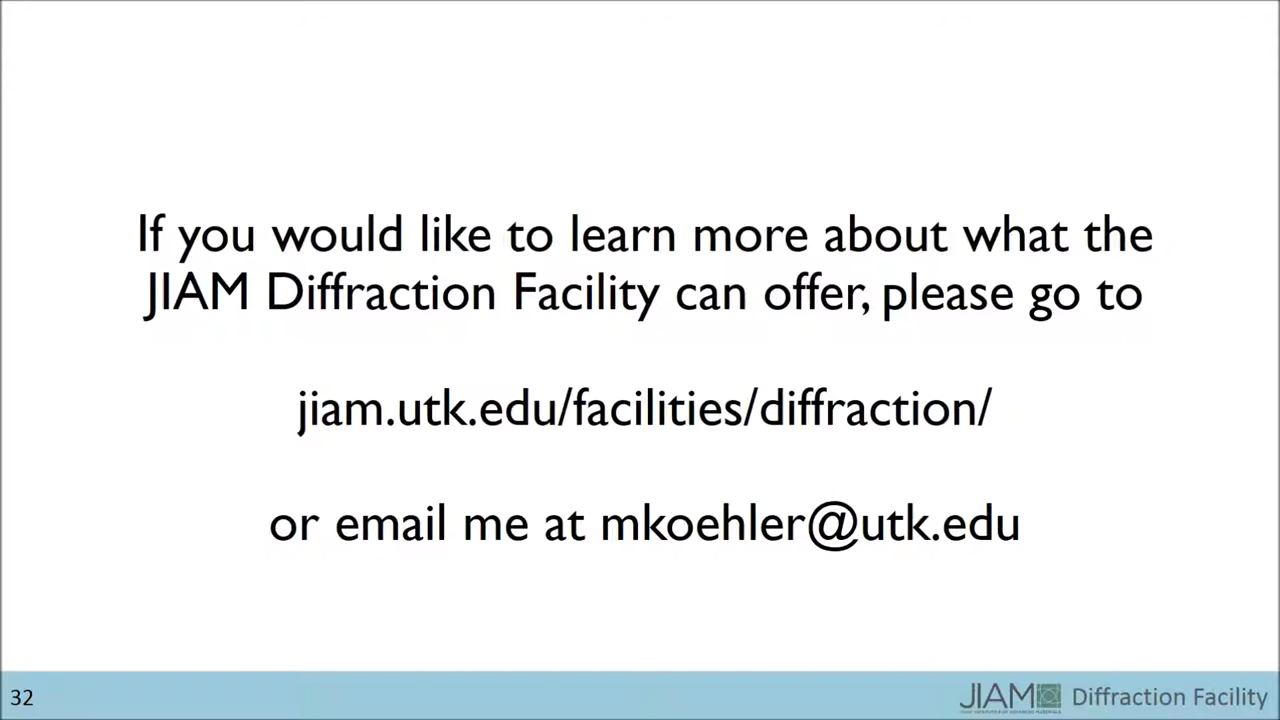 If you would like to learn more about what the
JIAM Diffraction Facility can offer, please go to
jiam.utk.edu/facilities/diffraction/
or email me at mkoehler@utk.edu
32
JIAM Diffraction Facility